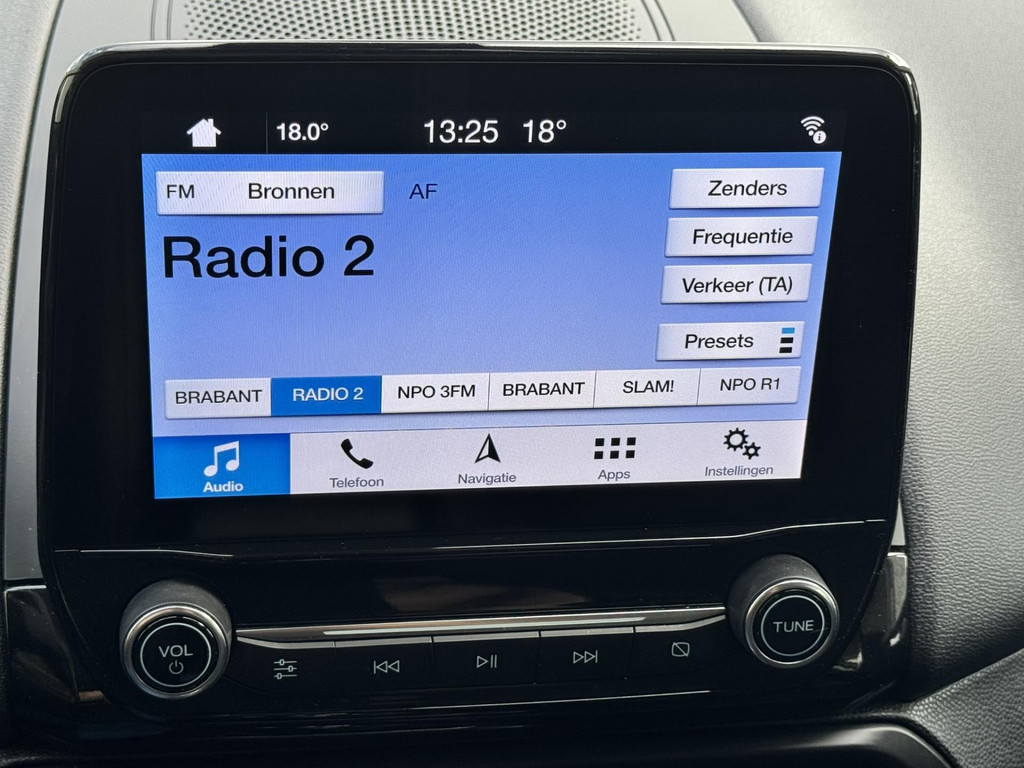 18.0° 13:25 18°
FM Bronnen AF Zenders
Radio 2 Frequentie
Verkeer (TA)
Presets
BRABANT RADIO 2 NPO 3FM BRABANT SLAM! NPO R1
Audio Telefoon Navigatie Apps Instellingen
VOL TUNE